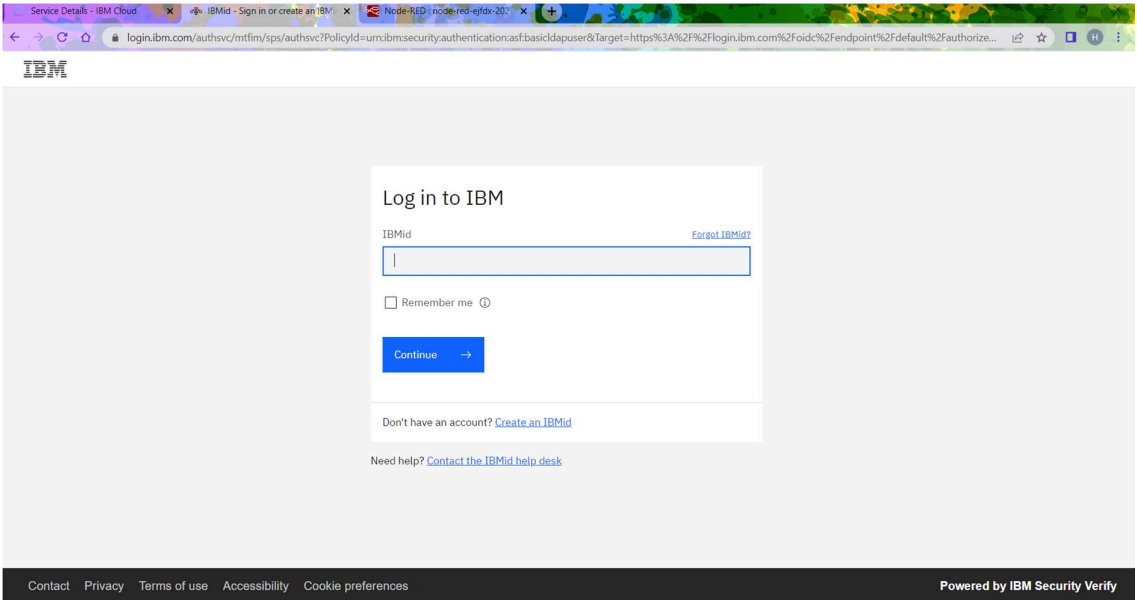 Service Details - IBM Cloud
IBMid - Sign in or create an IBMi
Node-RED : node-red-ejfdx-202
login.ibm.com/authsvc/mtfim/sps/authsvc?PolicyId=urn:ibm:security:authentication:asf:basicldapuser&Target=https%3A%2F%2Flogin.ibm.com%2Foidc%2Fendpoint%2Fdefault%2Fauthorize...
H
IBM
Log in to IBM
IBMid Forgot IBMid?
Remember me
Continue →
Don't have an account? Create an IBMid
Need help? Contact the IBMid help desk
Contact Privacy Terms of use Accessibility Cookie preferences Powered by IBM Security Verify